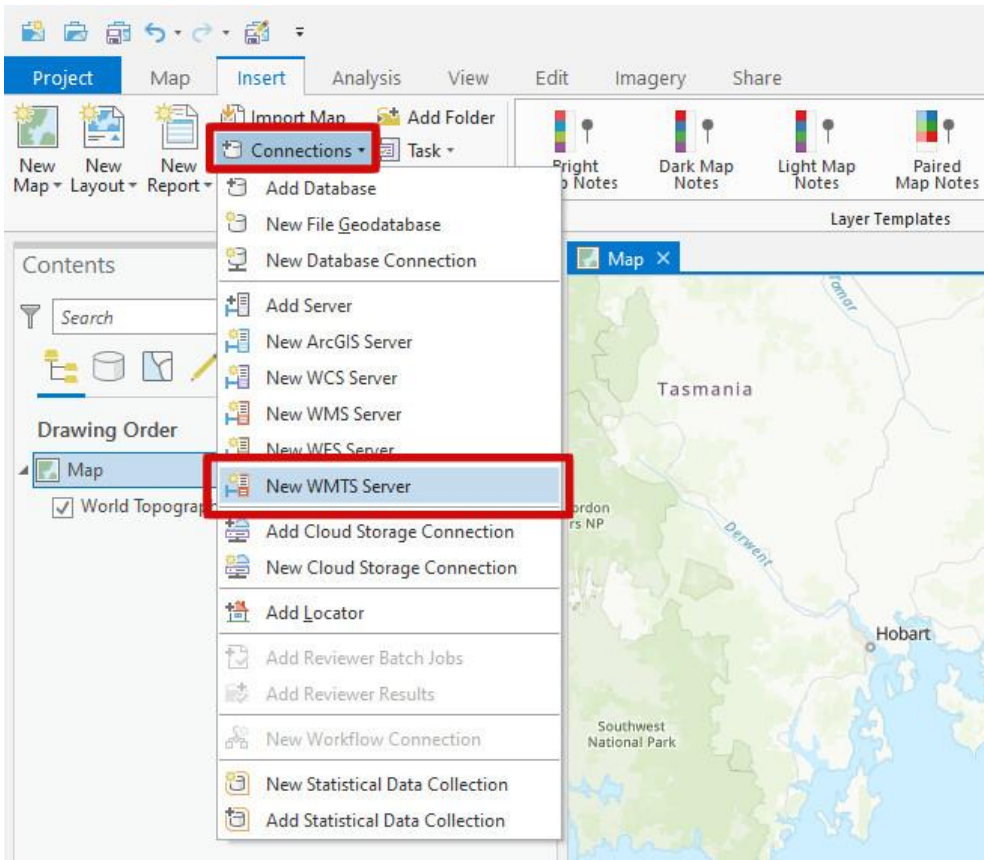 Project Map Insert Analysis View Edit Imagery Share
New Map
New Layout
New Report
Import Map
Add Folder
Connections
Task
Bright
Map Notes
Dark Map
Notes
Light Map
Notes
Paired
Map Notes
Layer Templates
Add Database
New File Geodatabase
New Database Connection
Add Server
New ArcGIS Server
New WCS Server
New WMS Server
New WFS Server
New WMTS Server
Add Cloud Storage Connection
New Cloud Storage Connection
Add Locator
Add Reviewer Batch Jobs
Add Reviewer Results
New Workflow Connection
New Statistical Data Collection
Add Statistical Data Collection
Contents
Search
Drawing Order
Map
World Topograp
Map
Tamar
Tasmania
ordon
rs NP
Derwent
Hobart
Southwest
National Park